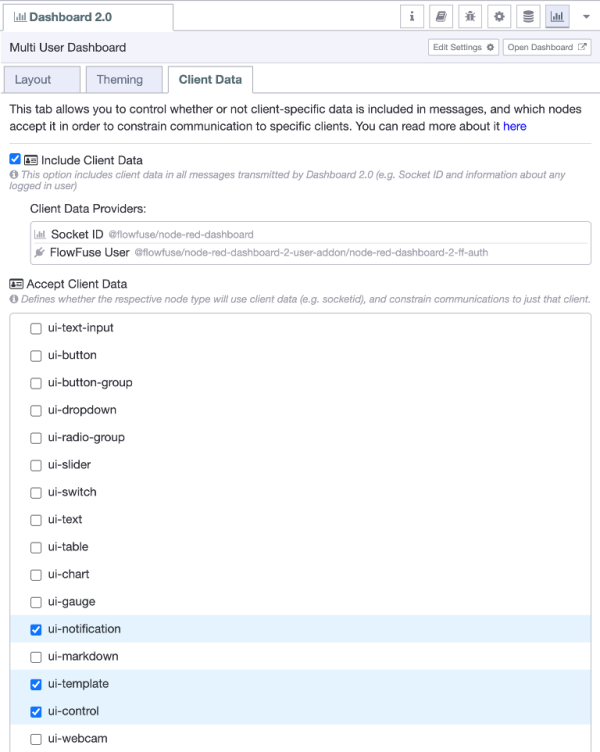 Dashboard 2.0
Multi User Dashboard
Edit Settings
Open Dashboard
Layout
Theming
Client Data
This tab allows you to control whether or not client-specific data is included in messages, and which nodes
accept it in order to constrain communication to specific clients. You can read more about it here
Include Client Data
This option includes client data in all messages transmitted by Dashboard 2.0 (e.g. Socket ID and information about any
logged in user)
Client Data Providers:
Socket ID @flowfuse/node-red-dashboard
FlowFuse User @flowfuse/node-red-dashboard-2-user-addon/node-red-dashboard-2-ff-auth
Accept Client Data
Defines whether the respective node type will use client data (e.g. socketid), and constrain communications to just that client.
ui-text-input
ui-button
ui-button-group
ui-dropdown
ui-radio-group
ui-slider
ui-switch
ui-text
ui-table
ui-chart
ui-gauge
ui-notification
ui-markdown
ui-template
ui-control
ui-webcam